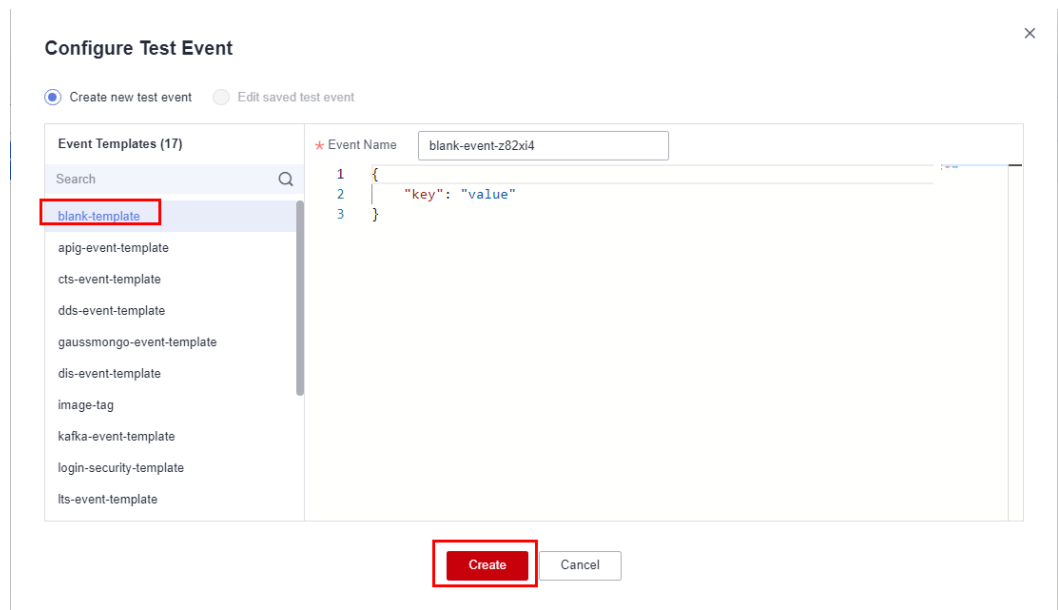 Configure Test Event
Create new test event Edit saved test event
Event Templates (17)
Search
blank-template
apig-event-template
cts-event-template
dds-event-template
gaussmongo-event-template
dis-event-template
image-tag
kafka-event-template
login-security-template
lts-event-template
* Event Name blank-event-z82xi4
1 {
2 "key": "value"
3 }
Create Cancel